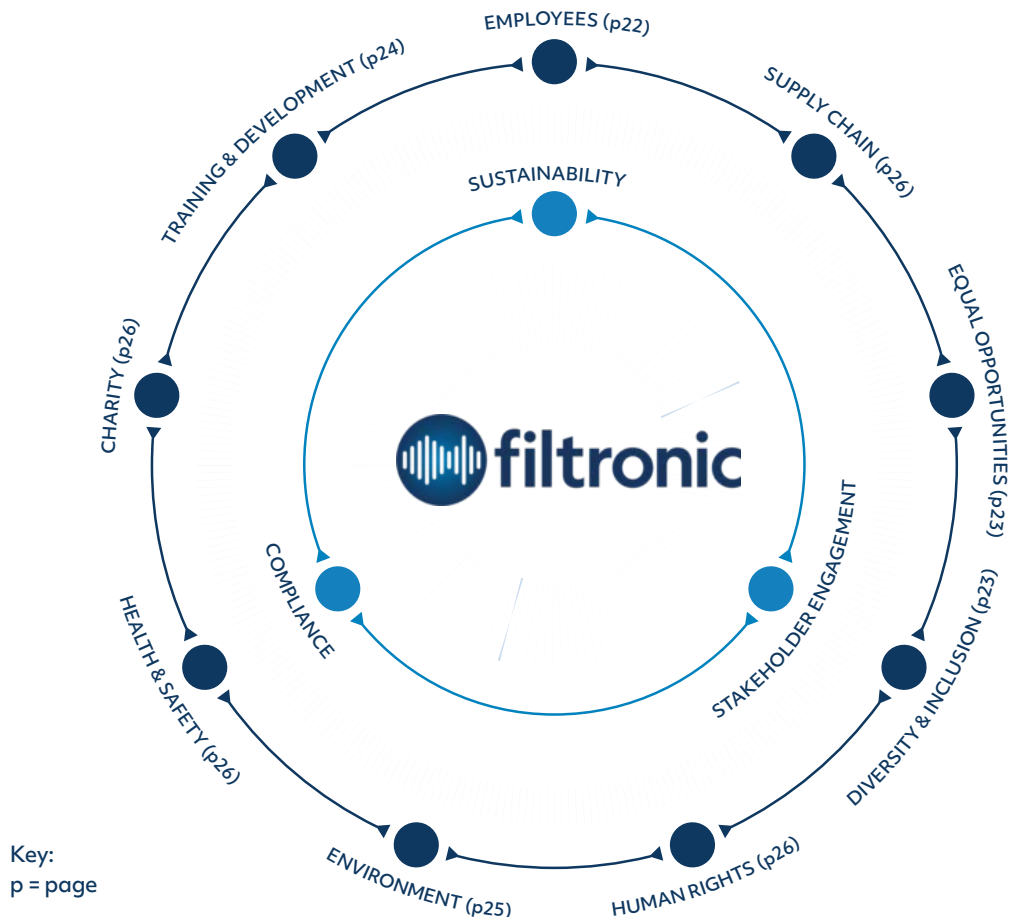 EMPLOYEES (p22)
SUPPLY CHAIN (p26)
EQUAL OPPORTUNITIES (p23)
DIVERSITY & INCLUSION (p23)
HUMAN RIGHTS (p26)
ENVIRONMENT (p25)
HEALTH & SAFETY (p26)
CHARITY (p26)
TRAINING & DEVELOPMENT (p24)
SUSTAINABILITY
STAKEHOLDER ENGAGEMENT
COMPLIANCE
filtronic
Key:
p = page